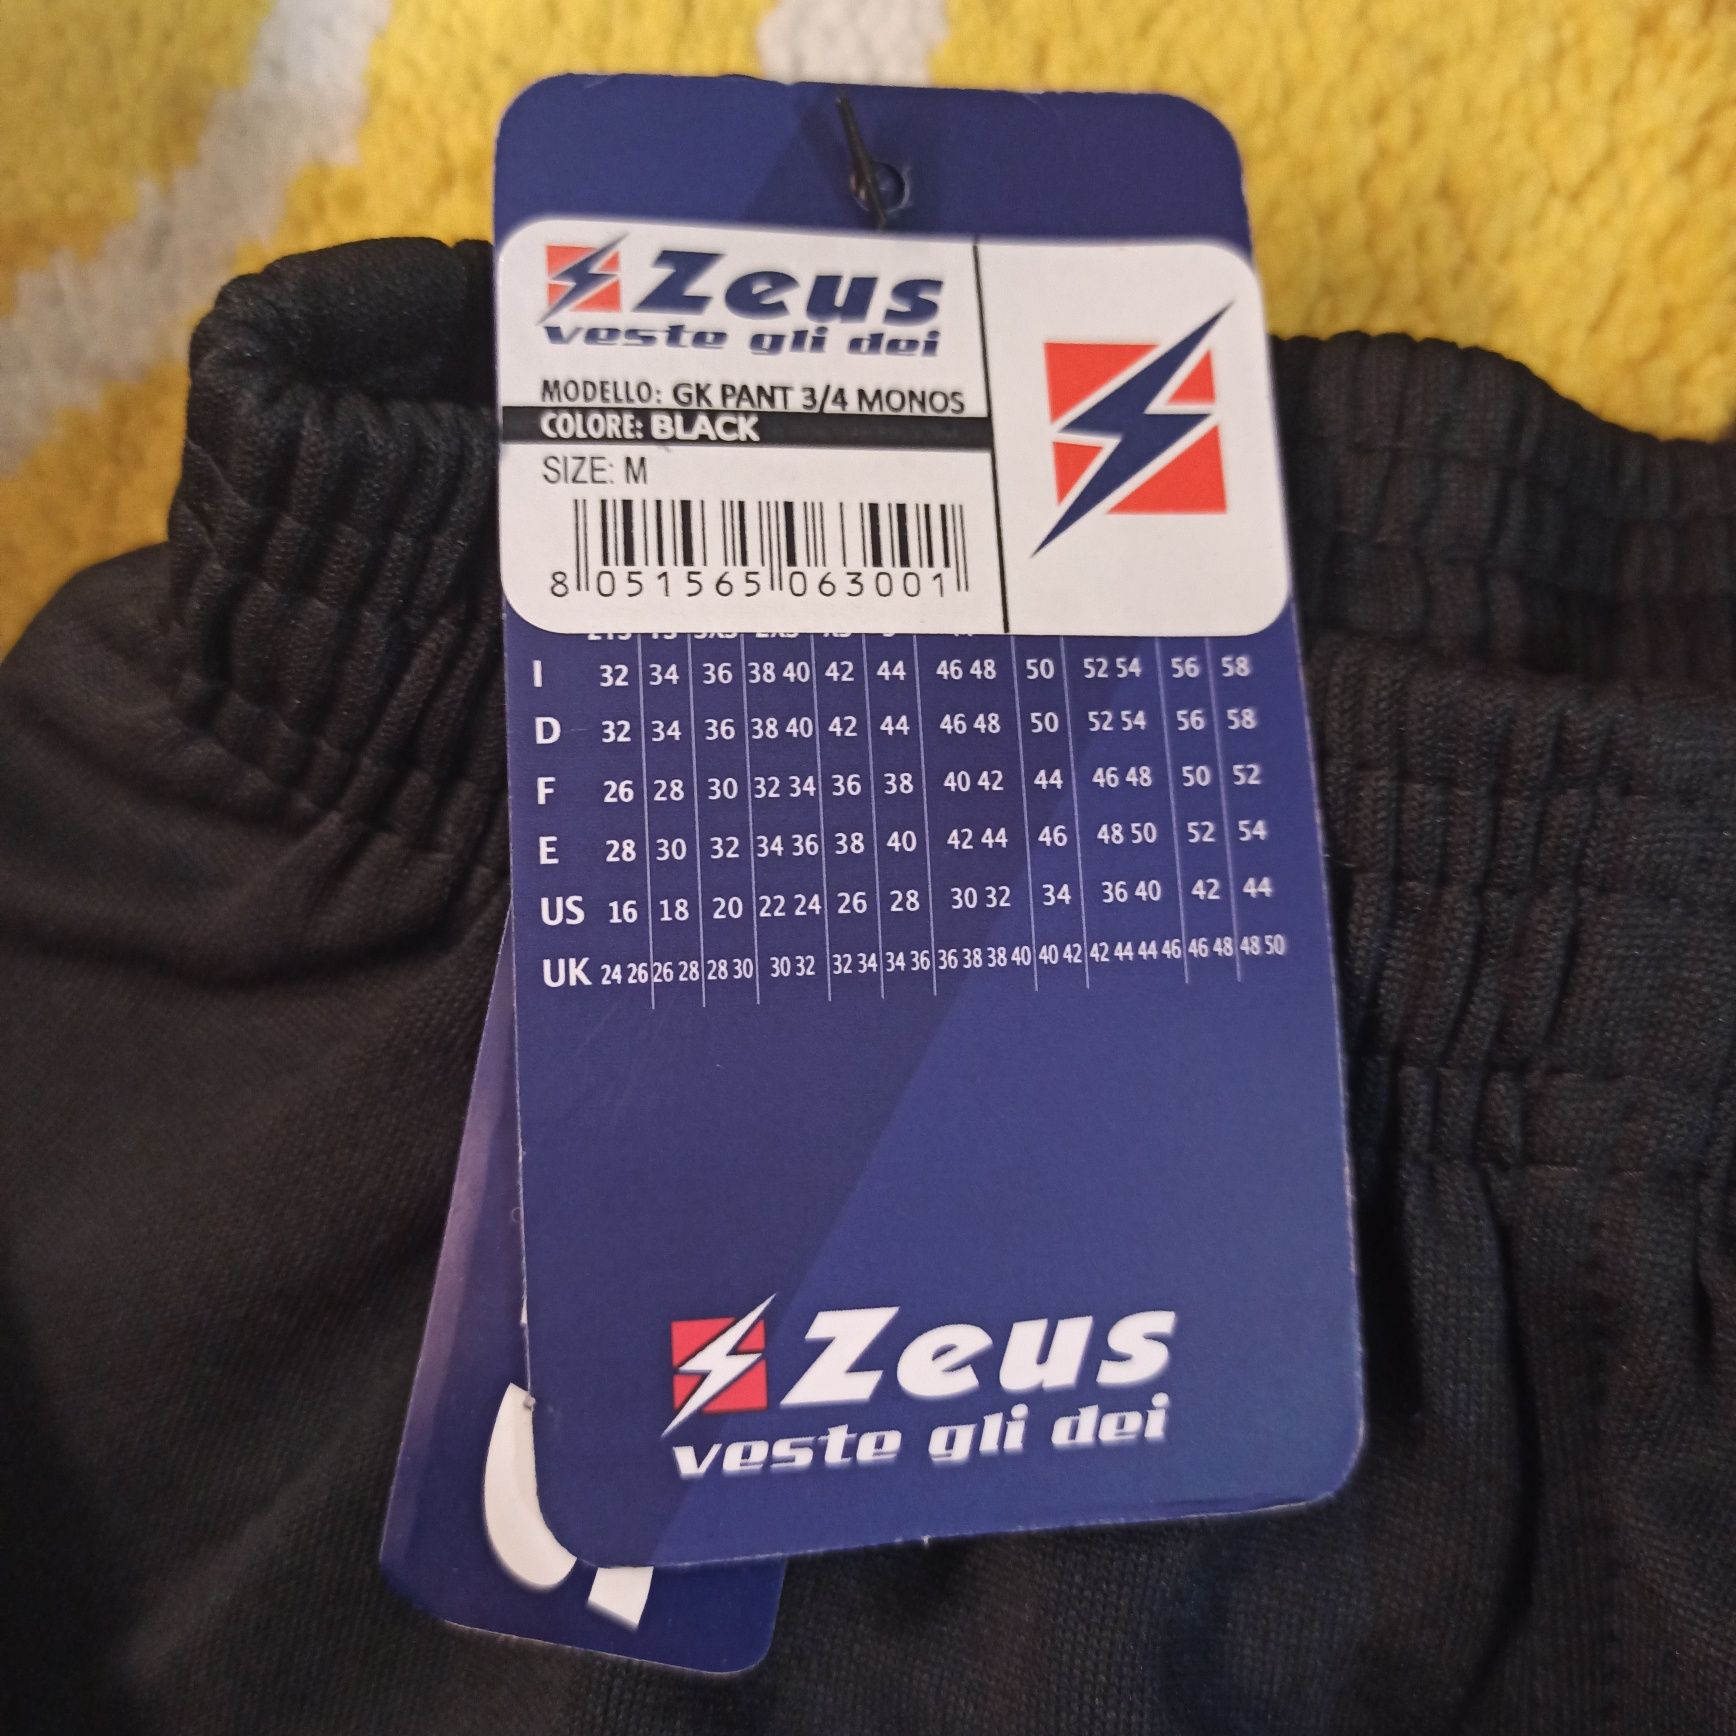 Zeus
veste gli dei
MODELLO: GK PANT 3/4 MONOS
COLORE: BLACK
SIZE: M
8 051565 063001
I 32 34 36 38 40 42 44 46 48 50 52 54 56 58
D 32 34 36 38 40 42 44 46 48 50 52 54 56 58
F 26 28 30 32 34 36 38 40 42 44 46 48 50 52
E 28 30 32 34 36 38 40 42 44 46 48 50 52 54
US 16 18 20 22 24 26 28 30 32 34 36 40 42 44
UK 24 26 26 28 28 30 30 32 32 34 34 36 36 38 38 40 40 42 42 44 44 46 46 48 48 50
Zeus
veste gli dei